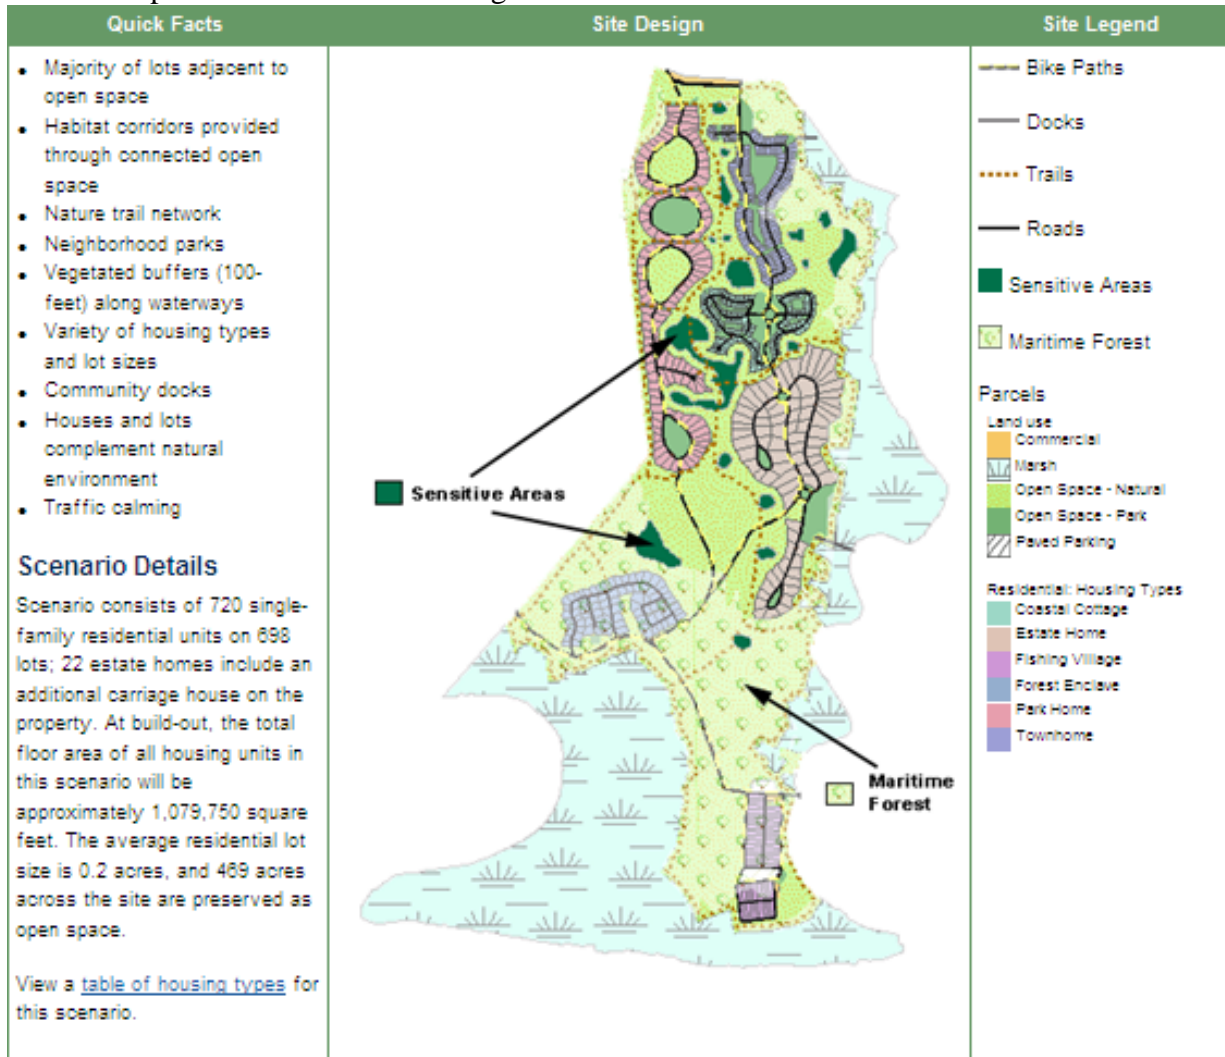 Quick Facts
Site Design
Site Legend
Majority of lots adjacent to
open space
Habitat corridors provided
through connected open
space
Nature trail network
Neighborhood parks
Vegetated buffers (100-
feet) along waterways
Variety of housing types
and lot sizes
Community docks
Houses and lots
complement natural
environment
Traffic calming
Scenario Details
Scenario consists of 720 single-
family residential units on 698
lots; 22 estate homes include an
additional carriage house on the
property. At build-out, the total
floor area of all housing units in
this scenario will be
approximately 1,079,750 square
feet. The average residential lot
size is 0.2 acres, and 469 acres
across the site are preserved as
open space.
View a table of housing types for
this scenario.
Sensitive Areas
Maritime
Forest
Bike Paths
Docks
Trails
Roads
Sensitive Areas
Maritime Forest
Parcels
Land use
Commercial
Marsh
Open Space - Natural
Open Space - Park
Paved Parking
Residential: Housing Types
Coastal Cottage
Estate Home
Fishing Village
Forest Enclave
Park Home
Townhome